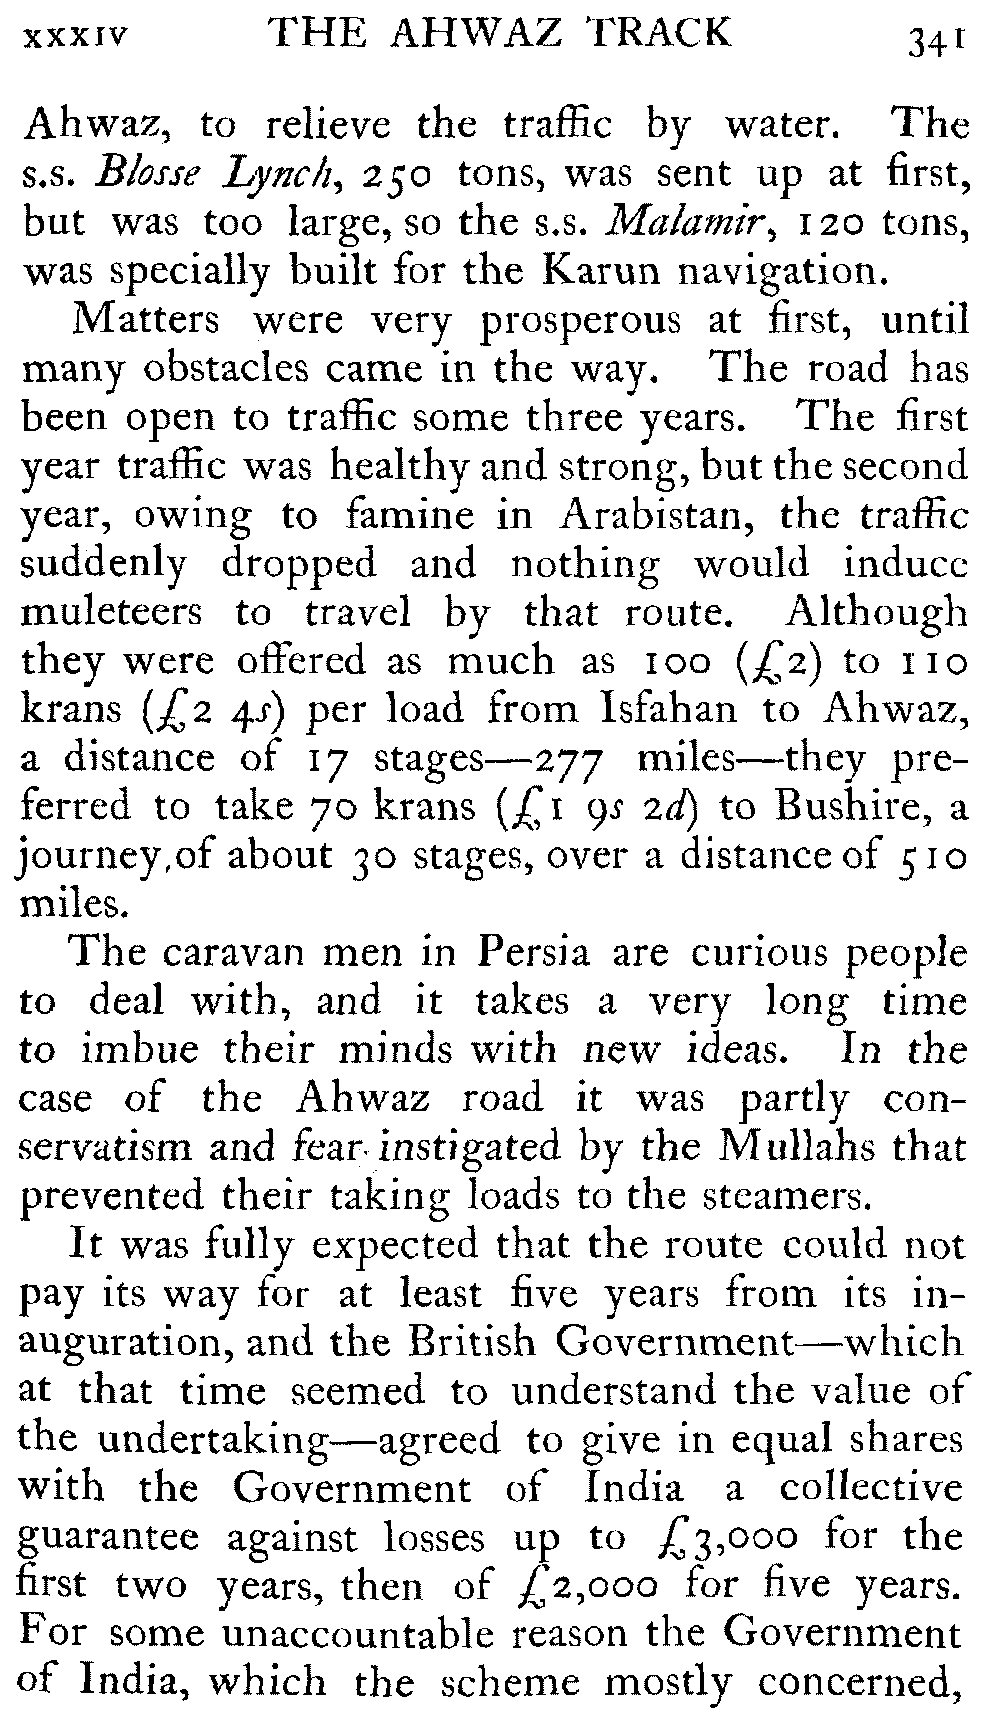 xxxiv THE AHWAZ TRACK 341
Ahwaz, to relieve the traffic by water. The
s.s. Blosse Lynch, 250 tons, was sent up at first,
but was too large, so the s.s. Malamir, 120 tons,
was specially built for the Karun navigation.
Matters were very prosperous at first, until
many obstacles came in the way. The road has
been open to traffic some three years. The first
year traffic was healthy and strong, but the second
year, owing to famine in Arabistan, the traffic
suddenly dropped and nothing would induce
muleteers to travel by that route. Although
they were offered as much as 100 (£2) to 110
krans (£2 4s) per load from Isfahan to Ahwaz,
a distance of 17 stages—277 miles—they pre-
ferred to take 70 krans (£1 9s 2d) to Bushire, a
journey of about 30 stages, over a distance of 510
miles.
The caravan men in Persia are curious people
to deal with, and it takes a very long time
to imbue their minds with new ideas. In the
case of the Ahwaz road it was partly con-
servatism and fear instigated by the Mullahs that
prevented their taking loads to the steamers.
It was fully expected that the route could not
pay its way for at least five years from its in-
auguration, and the British Government—which
at that time seemed to understand the value of
the undertaking—agreed to give in equal shares
with the Government of India a collective
guarantee against losses up to £3,000 for the
first two years, then of £2,000 for five years.
For some unaccountable reason the Government
of India, which the scheme mostly concerned,